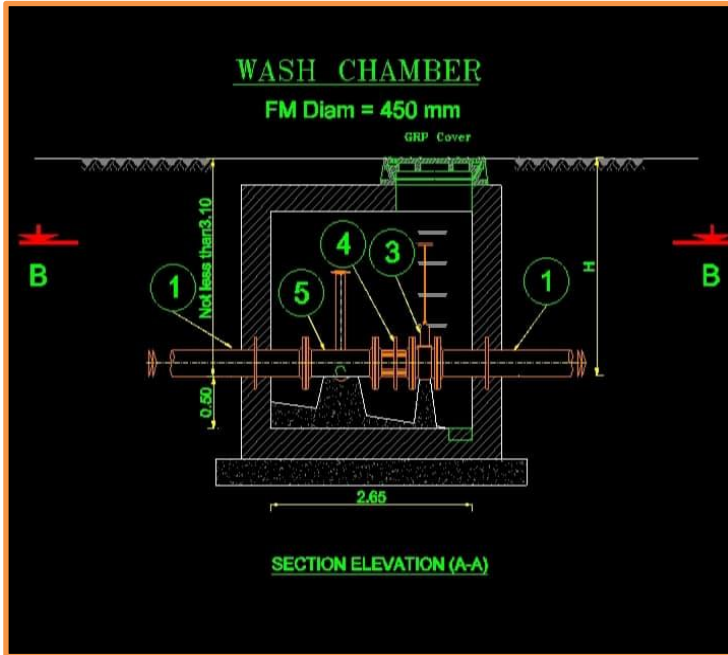 WASH CHAMBER
FM Diam = 450 mm
GRP Cover
Not less than3.10
H
B
B
4
3
1
5
1
0.50
2.65
SECTION ELEVATION (A-A)